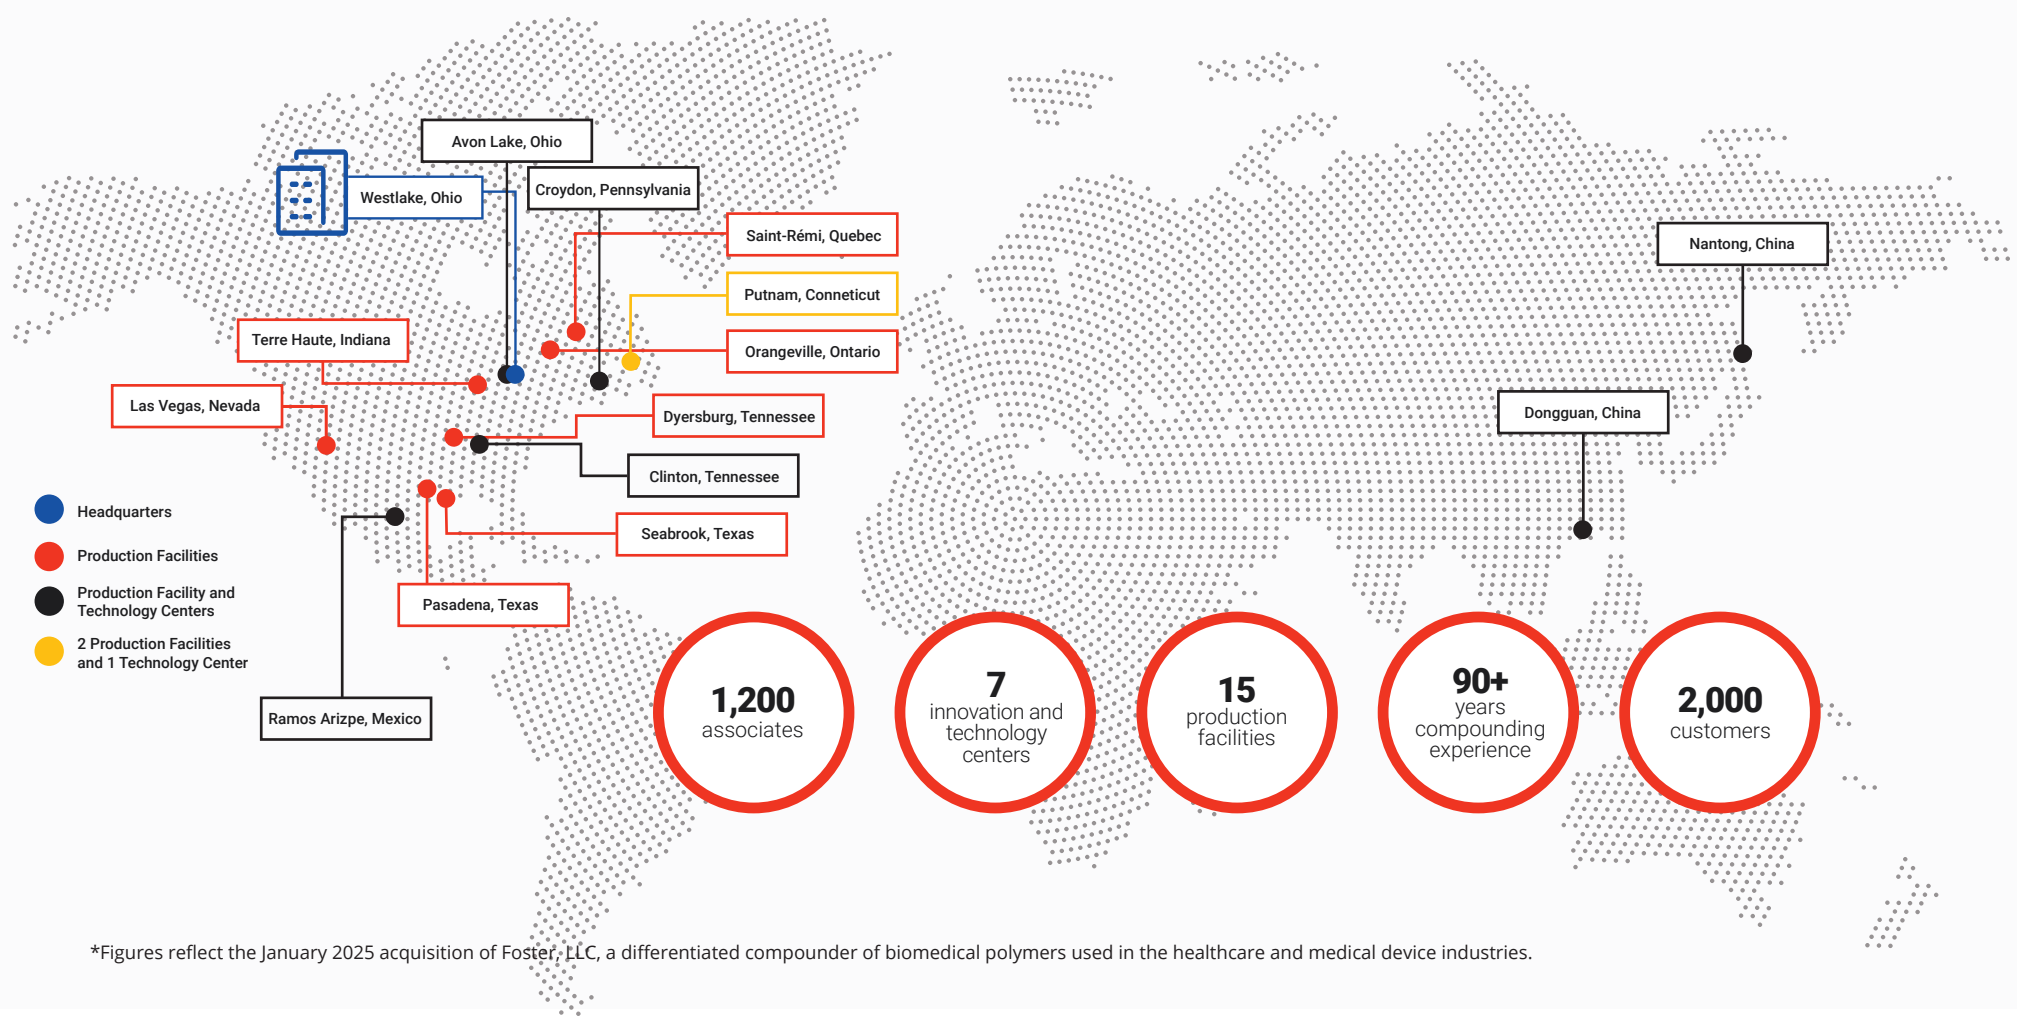 Avon Lake, Ohio
Westlake, Ohio
Croydon, Pennsylvania
Saint-Rémi, Quebec
Putnam, Conneticut
Orangeville, Ontario
Terre Haute, Indiana
Las Vegas, Nevada
Dyersburg, Tennessee
Clinton, Tennessee
Seabrook, Texas
Pasadena, Texas
Ramos Arizpe, Mexico
Nantong, China
Dongguan, China
Headquarters
Production Facilities
Production Facility and
Technology Centers
2 Production Facilities
and 1 Technology Center
1,200
associates
7
innovation and
technology
centers
15
production
facilities
90+
years
compounding
experience
2,000
customers
*Figures reflect the January 2025 acquisition of Foster, LLC, a differentiated compounder of biomedical polymers used in the healthcare and medical device industries.